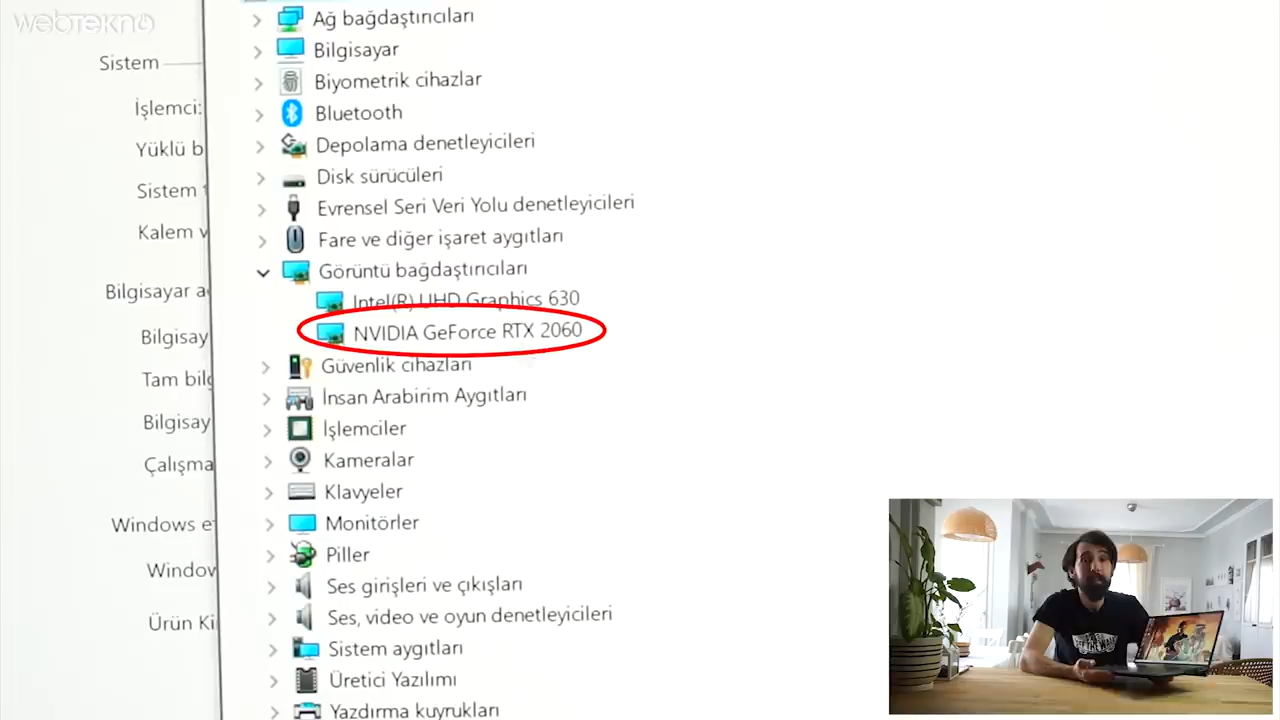 webtekno
Sistem
İşlemci:
Yüklü b
Sistem t
Kalem v
Bilgisayar a
Bilgisay
Tam bilg
Bilgisay
Çalışma
Windows e
Window
Ürün Ki
Ağ bağdaştırıcıları
Bilgisayar
Biyometrik cihazlar
Bluetooth
Depolama denetleyicileri
Disk sürücüleri
Evrensel Seri Veri Yolu denetleyicileri
Fare ve diğer işaret aygıtları
Görüntü bağdaştırıcıları
Intel(R) UHD Graphics 630
NVIDIA GeForce RTX 2060
Güvenlik cihazları
İnsan Arabirim Aygıtları
İşlemciler
Kameralar
Klavyeler
Monitörler
Piller
Ses girişleri ve çıkışları
Ses, video ve oyun denetleyicileri
Sistem aygıtları
Üretici Yazılımı
Yazdırma kuyrukları